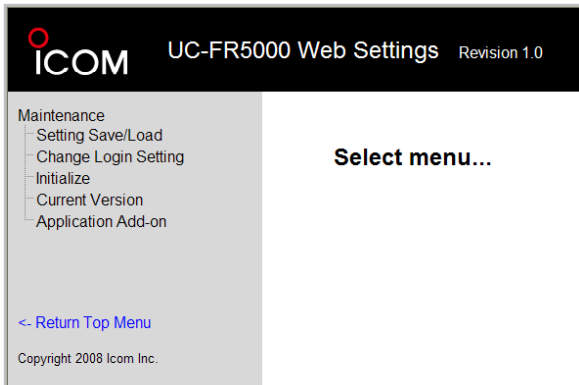 ICOM
UC-FR5000 Web Settings Revision 1.0
Maintenance
Setting Save/Load
Change Login Setting
Initialize
Current Version
Application Add-on
Select menu...
<- Return Top Menu
Copyright 2008 Icom Inc.